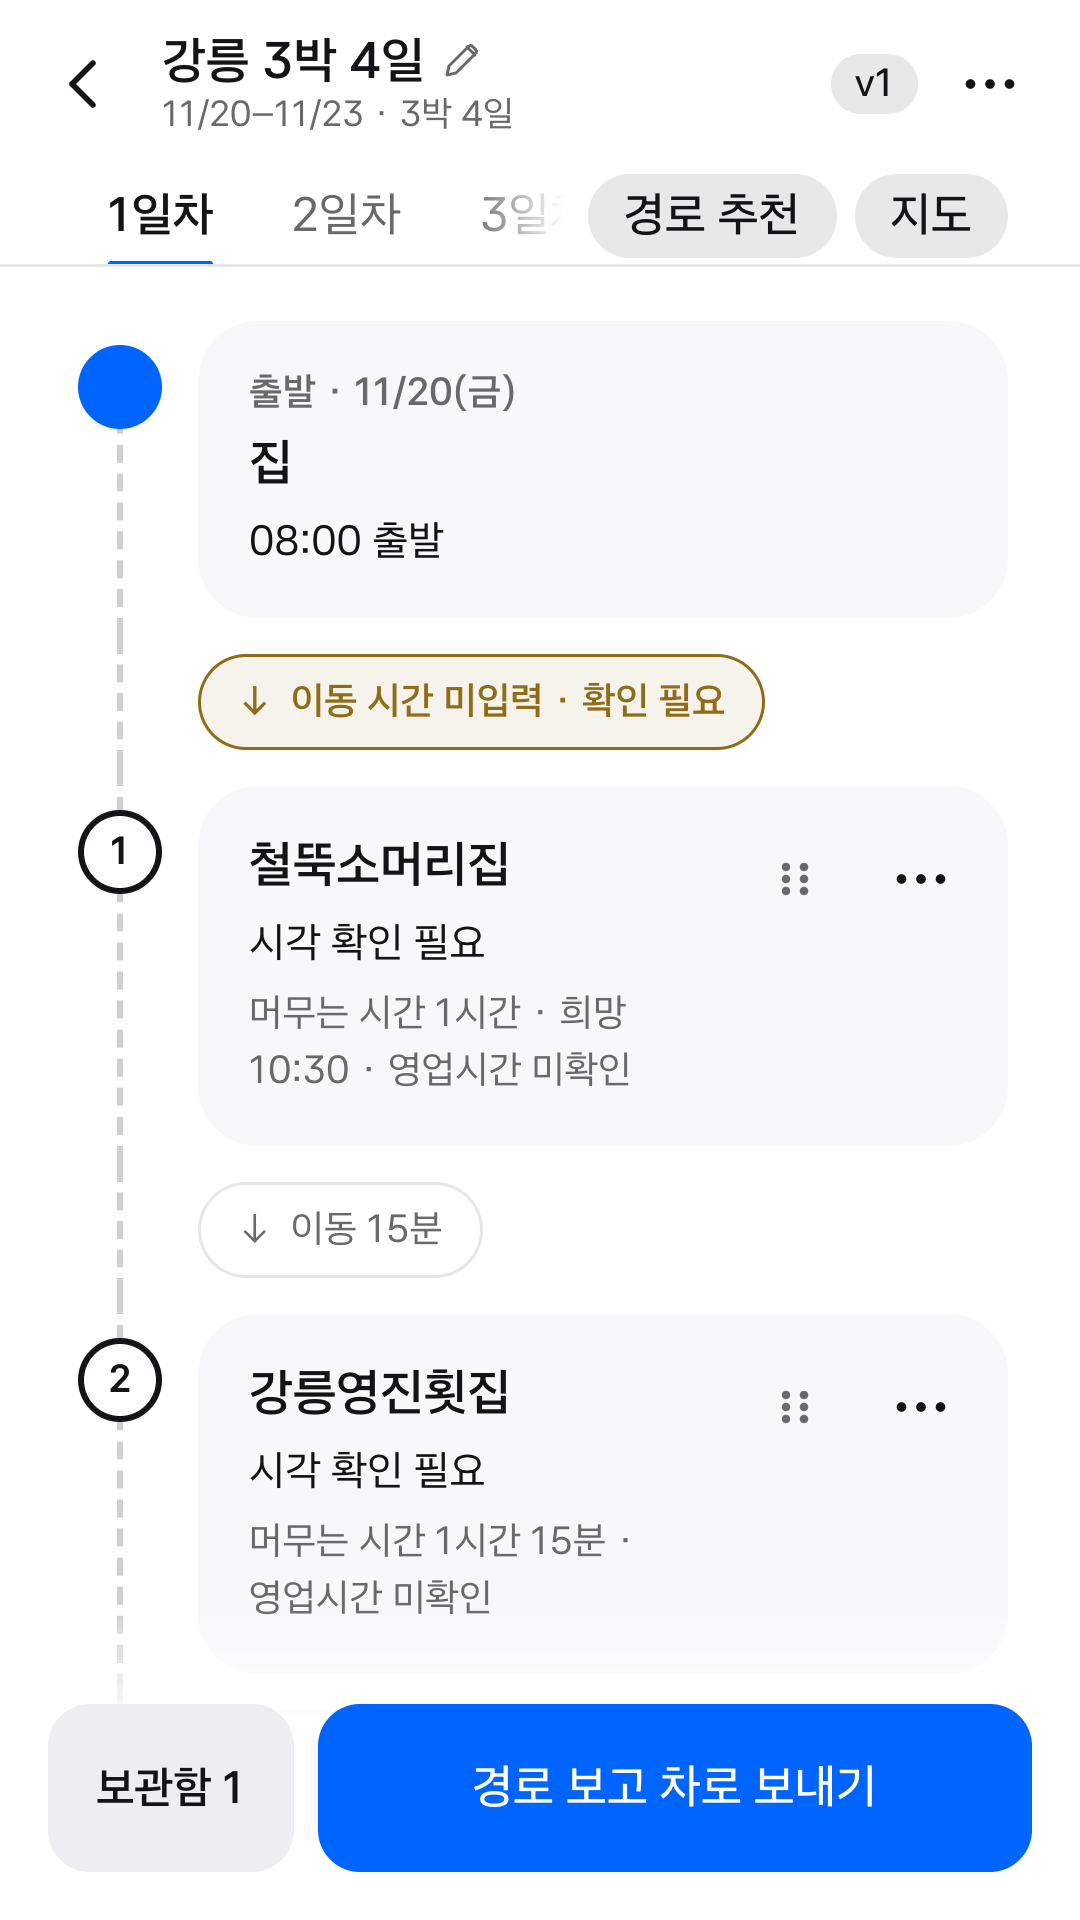 강릉 3박 4일
11/20–11/23 · 3박 4일
v1
1일차
2일차
3일
경로 추천
지도
출발 · 11/20(금)
집
08:00 출발
↓ 이동 시간 미입력 · 확인 필요
1
철뚝소머리집
시각 확인 필요
머무는 시간 1시간 · 희망
10:30 · 영업시간 미확인
↓ 이동 15분
2
강릉영진횟집
시각 확인 필요
머무는 시간 1시간 15분 ·
영업시간 미확인
보관함 1
경로 보고 차로 보내기